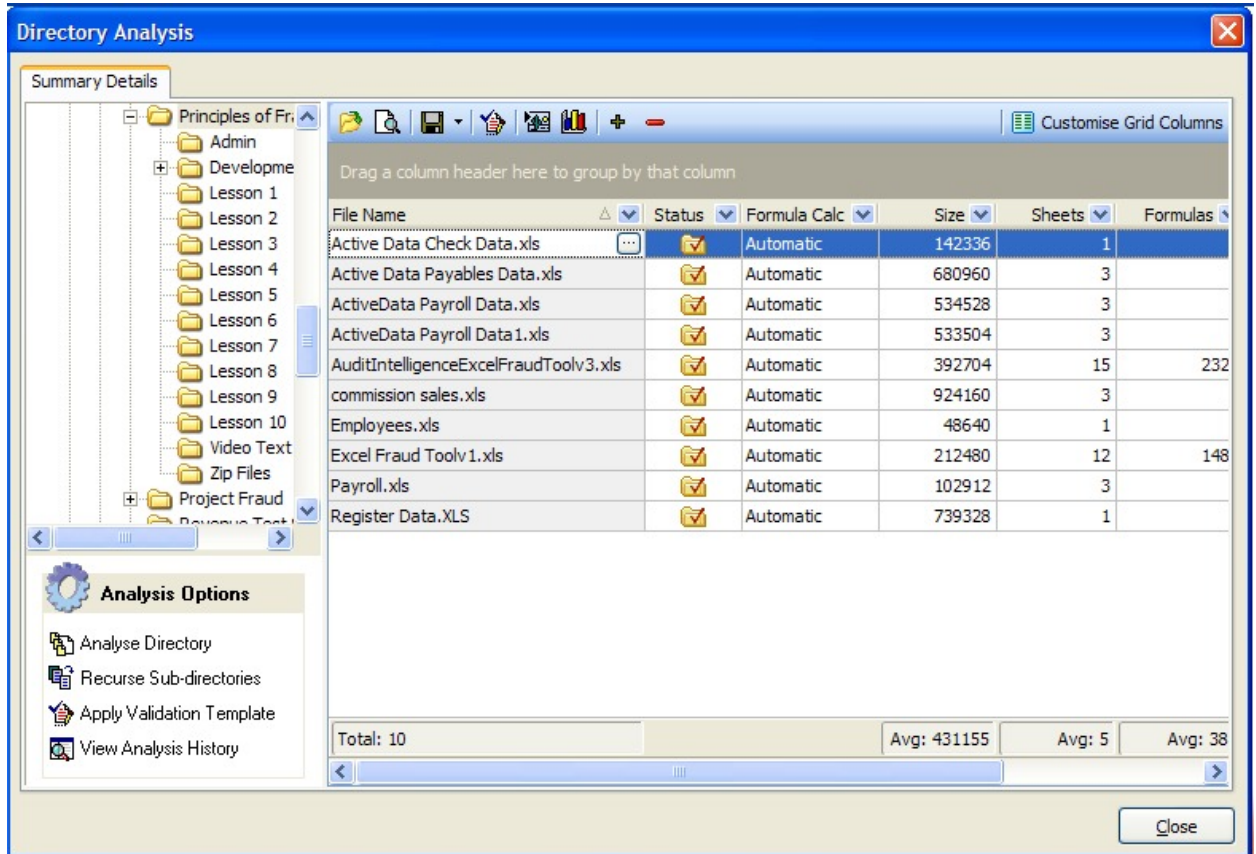 Directory Analysis
Summary Details
Principles of Fr
Admin
Developme
Lesson 1
Lesson 2
Lesson 3
Lesson 4
Lesson 5
Lesson 6
Lesson 7
Lesson 8
Lesson 9
Lesson 10
Video Text
Zip Files
Project Fraud
Analysis Options
Analyse Directory
Recurse Sub-directories
Apply Validation Template
View Analysis History
Customise Grid Columns
Drag a column header here to group by that column
File Name Status Formula Calc Size Sheets Formulas
Active Data Check Data.xls Automatic 142336 1
Active Data Payables Data.xls Automatic 680960 3
ActiveData Payroll Data.xls Automatic 534528 3
ActiveData Payroll Data1.xls Automatic 533504 3
AuditIntelligenceExcelFraudToolv3.xls Automatic 392704 15 232
commission sales.xls Automatic 924160 3
Employees.xls Automatic 48640 1
Excel Fraud Toolv1.xls Automatic 212480 12 148
Payroll.xls Automatic 102912 3
Register Data.XLS Automatic 739328 1
Total: 10 Avg: 431155 Avg: 5 Avg: 38
Close